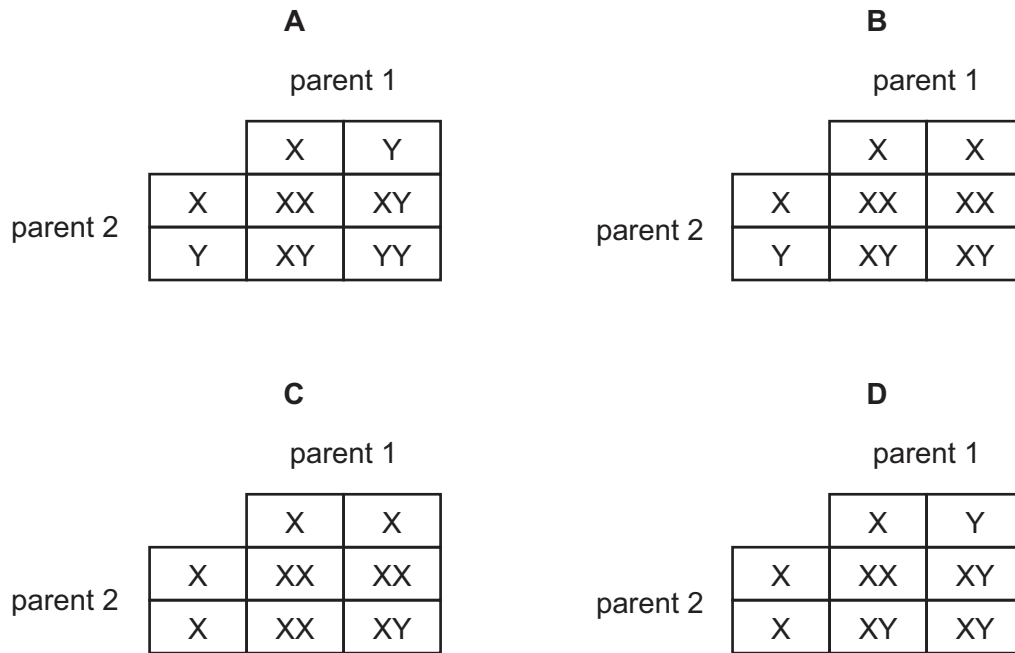 A
parent 1
X Y
X XX XY
parent 2
Y XY YY
B
parent 1
X X
X XX XX
parent 2
Y XY XY
C
parent 1
X X
X XX XX
parent 2
X XX XY
D
parent 1
X Y
X XX XY
parent 2
X XY XY